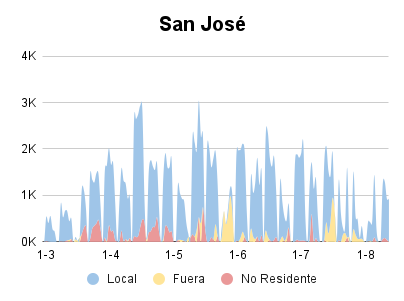 San José
4K
3K
2K
1K
0K
1-3 1-4 1-5 1-6 1-7 1-8
Local Fuera No Residente